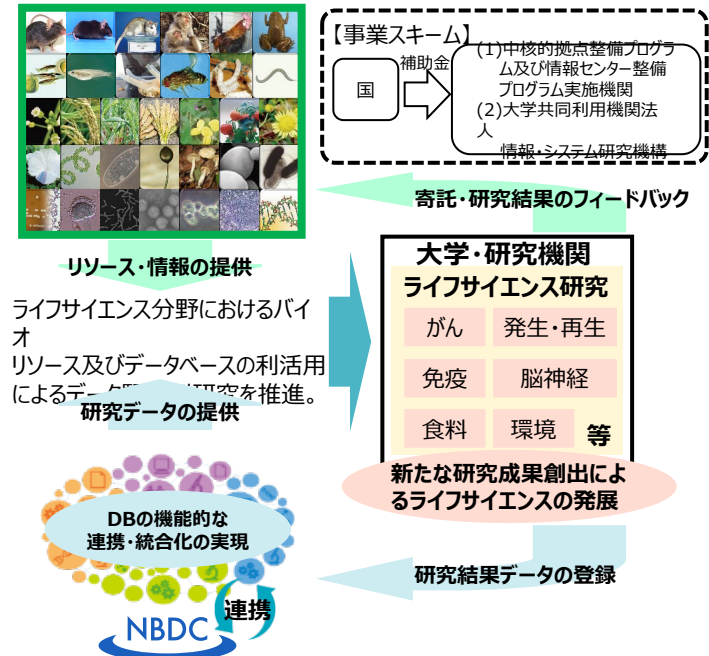 【事業スキーム】
国
補助金
(1)中核的拠点整備プログラ
ム及び情報センター整備
プログラム実施機関
(2)大学共同利用機関法
人
情報・システム研究機構
寄託・研究結果のフィードバック
リソース・情報の提供
ライフサイエンス分野におけるバイ
オ
リソース及びデータベースの利活用
によるデータ 研究を推進。
研究データの提供
大学・研究機関
ライフサイエンス研究
がん 発生・再生
免疫 脳神経
食料 環境 等
新たな研究成果創出によ
るライフサイエンスの発展
DBの機能的な
連携・統合化の実現
研究結果データの登録
連携
NBDC